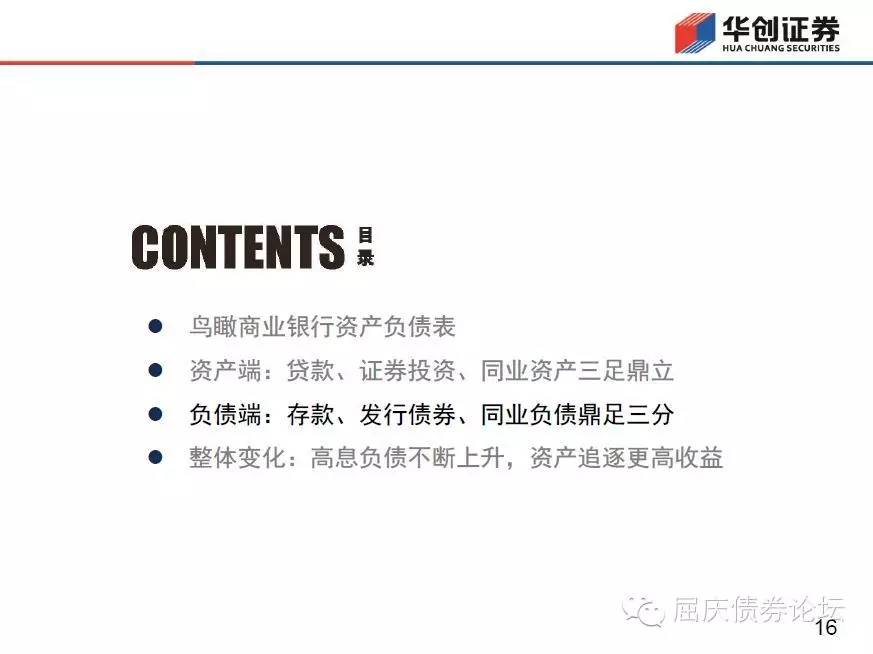 华创证券
HUA CHUANG SECURITIES
CONTENTS 目录
鸟瞰商业银行资产负债表
资产端：贷款、证券投资、同业资产三足鼎立
负债端：存款、发行债券、同业负债鼎足三分
整体变化：高息负债不断上升，资产追逐更高收益
屈庆债券论坛
16